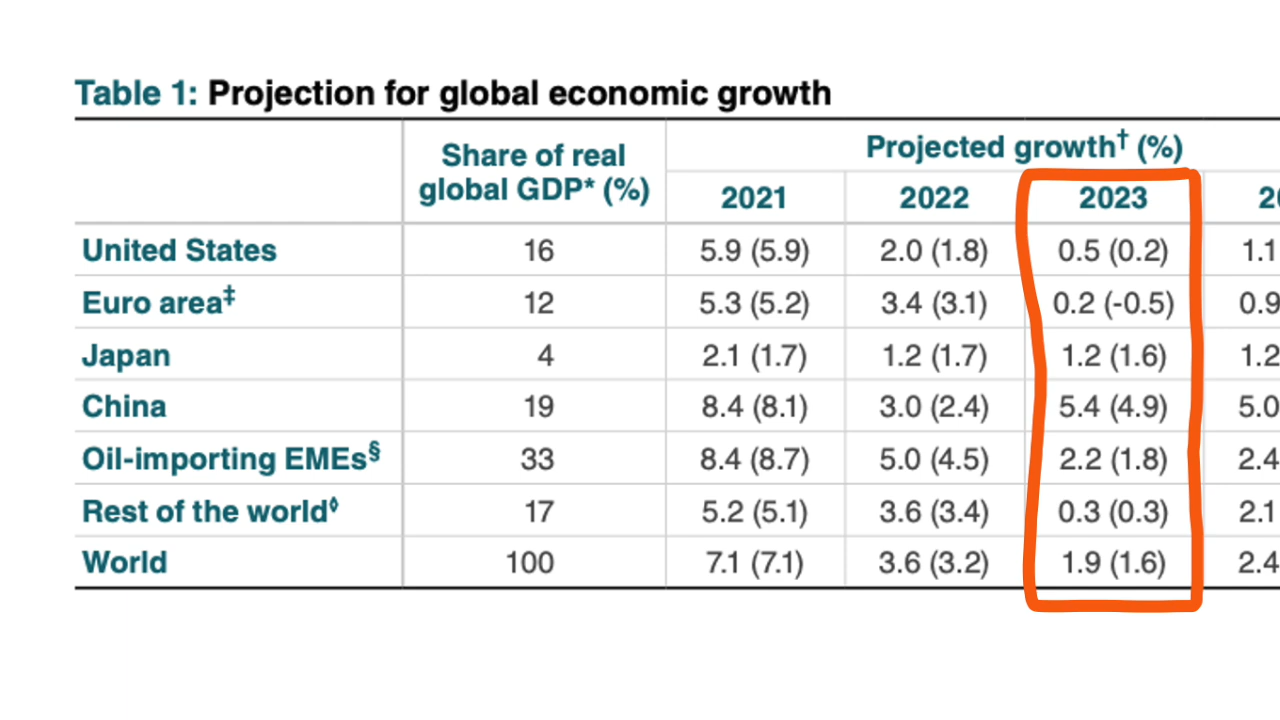 Table 1: Projection for global economic growth
Share of real global GDP* (%) Projected growth† (%)
2021 2022 2023
United States 16 5.9 (5.9) 2.0 (1.8) 0.5 (0.2) 1.1
Euro area‡ 12 5.3 (5.2) 3.4 (3.1) 0.2 (-0.5) 0.9
Japan 4 2.1 (1.7) 1.2 (1.7) 1.2 (1.6) 1.2
China 19 8.4 (8.1) 3.0 (2.4) 5.4 (4.9) 5.0
Oil-importing EMEs§ 33 8.4 (8.7) 5.0 (4.5) 2.2 (1.8) 2.4
Rest of the world◊ 17 5.2 (5.1) 3.6 (3.4) 0.3 (0.3) 2.1
World 100 7.1 (7.1) 3.6 (3.2) 1.9 (1.6) 2.4